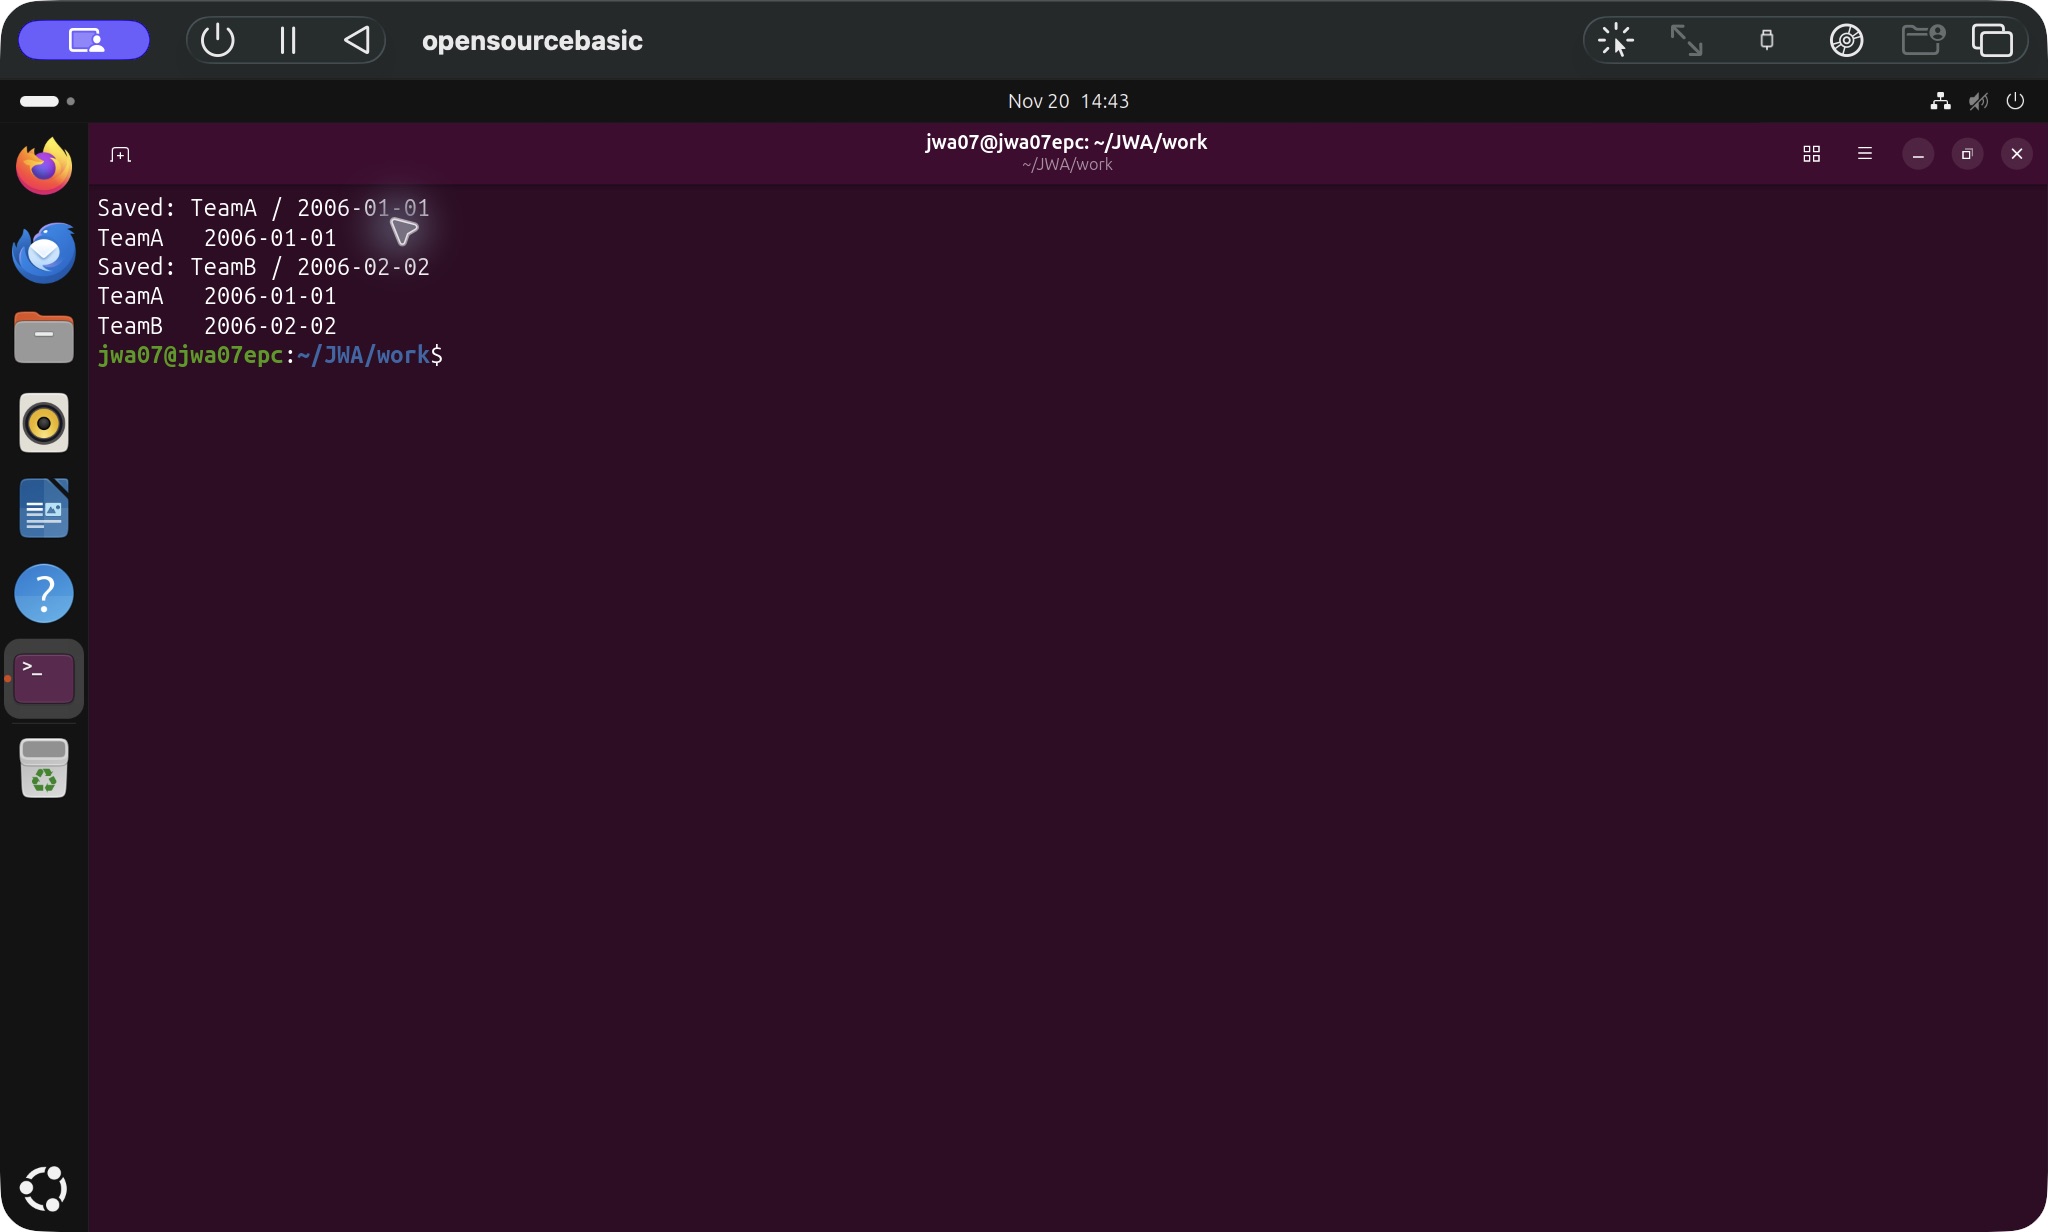 opensourcebasic
Nov 20 14:43
jwa07@jwa07epc: ~/JWA/work
~/JWA/work
Saved: TeamA / 2006-01-01
TeamA   2006-01-01
Saved: TeamB / 2006-02-02
TeamA   2006-01-01
TeamB   2006-02-02
jwa07@jwa07epc:~/JWA/work$